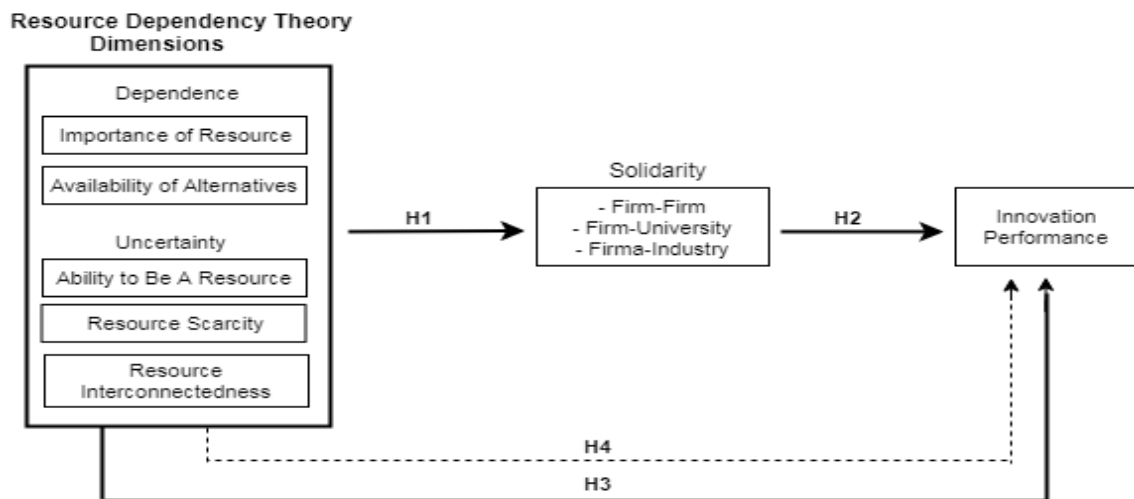 Resource Dependency Theory
Dimensions
Dependence
Importance of Resource
Availability of Alternatives
Uncertainty
Ability to Be A Resource
Resource Scarcity
Resource
Interconnectedness
H1
Solidarity
- Firm-Firm
- Firm-University
- Firma-Industry
H2
Innovation
Performance
H4
H3